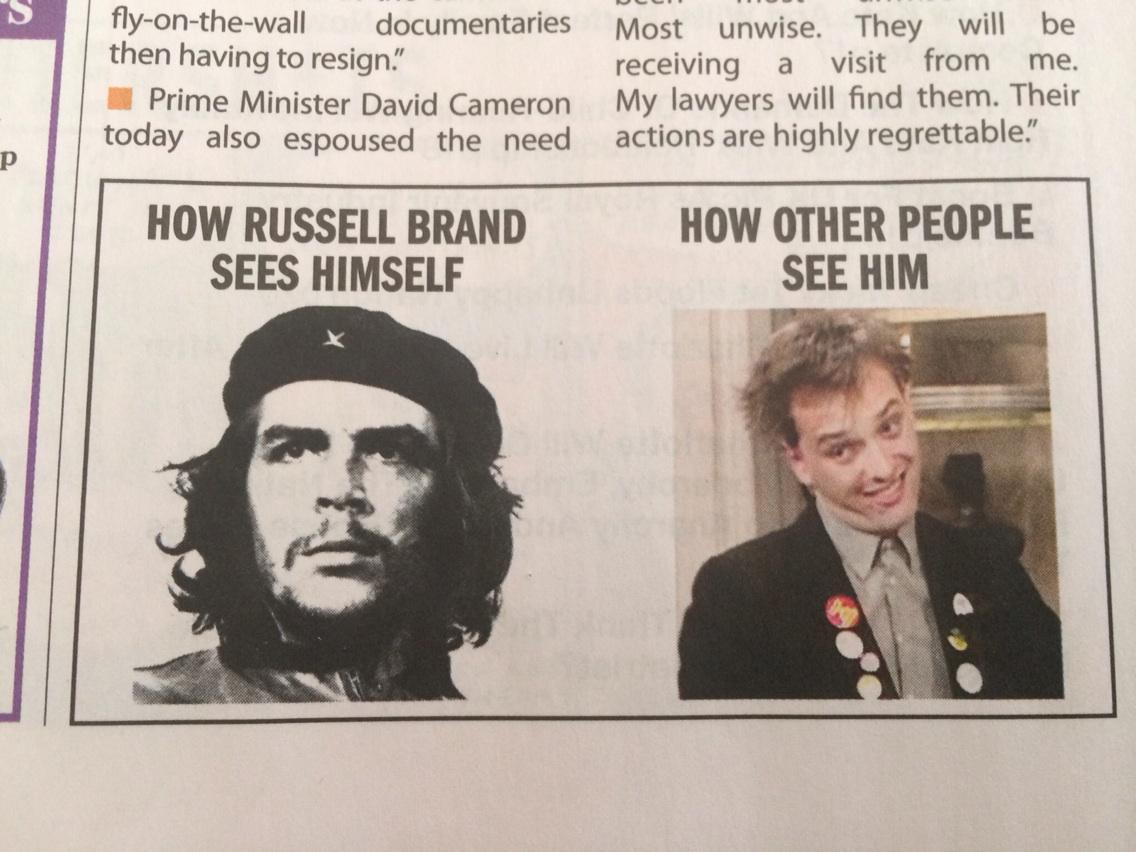 s
p
fly-on-the-wall documentaries
then having to resign."
Prime Minister David Cameron
today also espoused the need
Most unwise. They will be
receiving a visit from me.
My lawyers will find them. Their
actions are highly regrettable."
HOW RUSSELL BRAND
SEES HIMSELF
HOW OTHER PEOPLE
SEE HIM